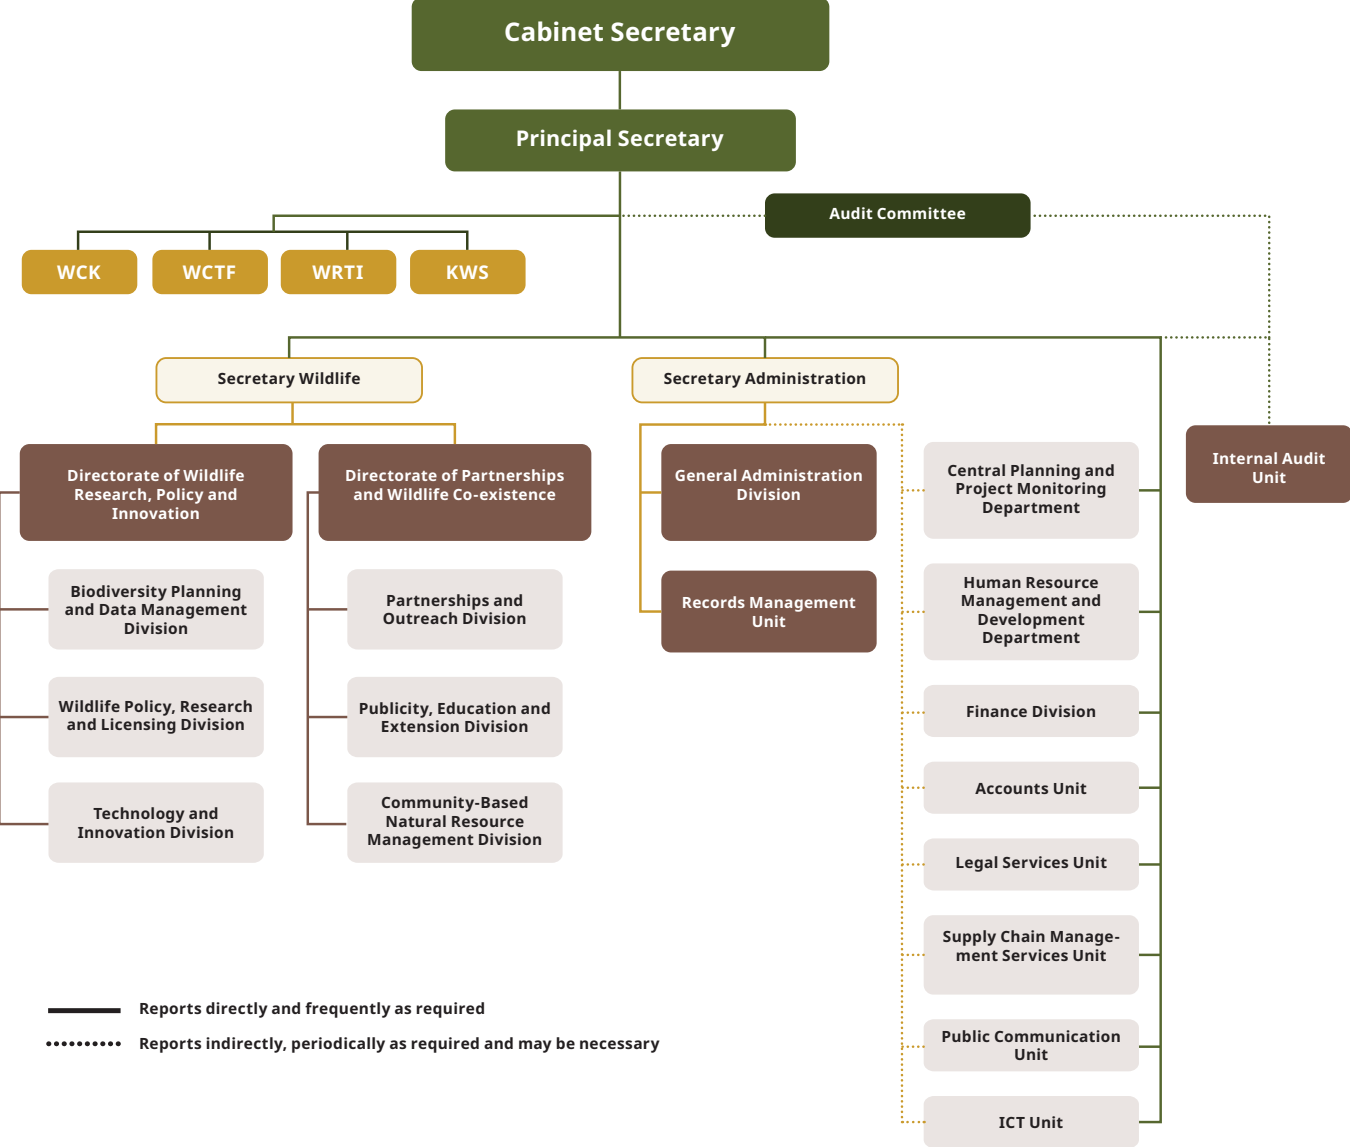 Cabinet Secretary
Principal Secretary
Audit Committee
WCK
WCTF
WRTI
KWS
Secretary Wildlife
Secretary Administration
Directorate of Wildlife
Research, Policy and
Innovation
Directorate of Partnerships
and Wildlife Co-existence
General Administration
Division
Central Planning and
Project Monitoring
Department
Internal Audit
Unit
Biodiversity Planning
and Data Management
Division
Partnerships and
Outreach Division
Records Management
Unit
Human Resource
Management and
Development
Department
Wildlife Policy, Research
and Licensing Division
Publicity, Education and
Extension Division
Finance Division
Technology and
Innovation Division
Community-Based
Natural Resource
Management Division
Accounts Unit
Legal Services Unit
Supply Chain Manage-
ment Services Unit
Public Communication
Unit
ICT Unit
Reports directly and frequently as required
Reports indirectly, periodically as required and may be necessary